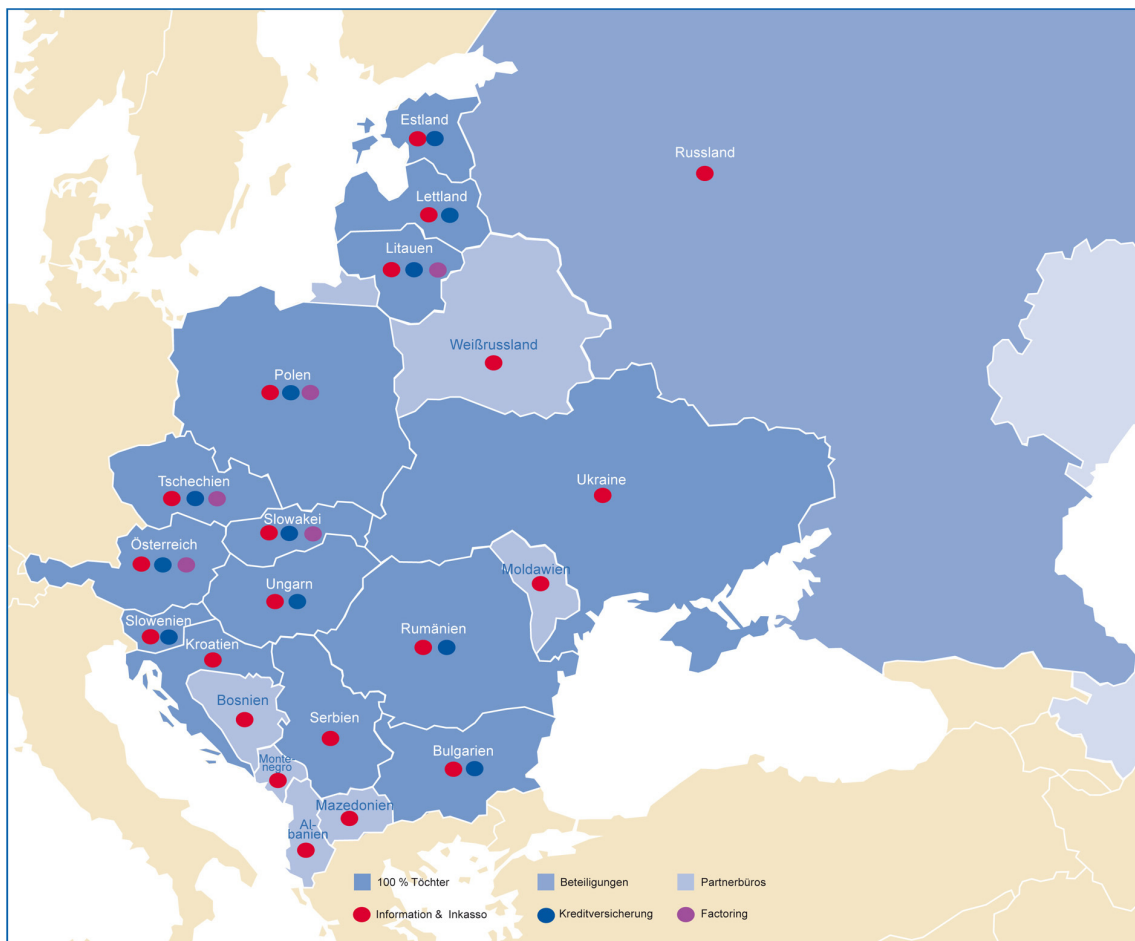 Estland
Russland
Lettland
Litauen
Weißrussland
Polen
Tschechien
Ukraine
Slowakei
Österreich
Moldawien
Ungarn
Slowenien
Rumänien
Kroatien
Bosnien
Serbien
Bulgarien
Monte-
negro
Mazedonien
Al-
banien
100 % Töchter
Beteiligungen
Partnerbüros
Information & Inkasso
Kreditversicherung
Factoring